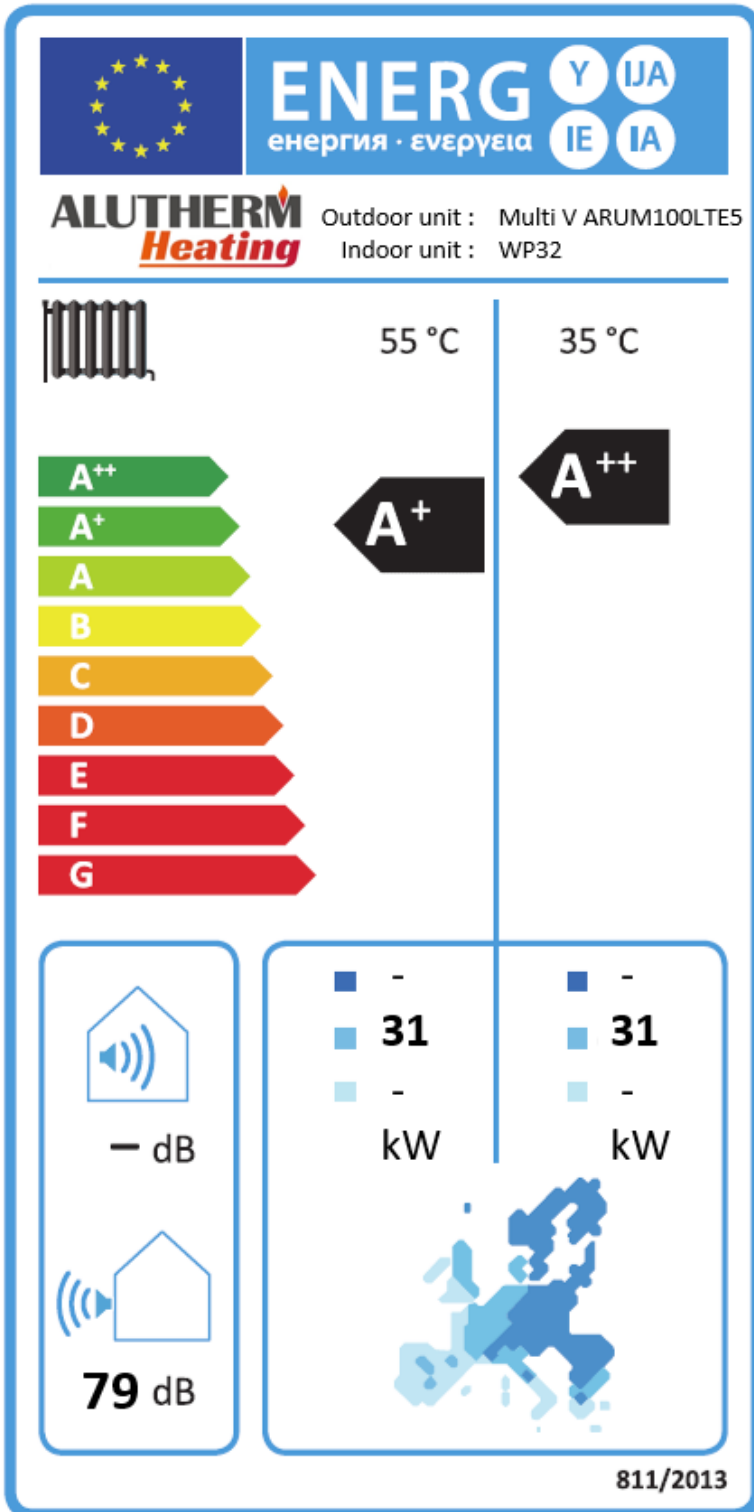 ENERG Y IJA
енергия · ενεργεια IE IA
ALUTHERM
Heating
Outdoor unit : Multi V ARUM100LTE5
Indoor unit : WP32
55 °C 35 °C
A++
A+
A
B
C
D
E
F
G
A+
A++
- -
31 31
- -
kW kW
– dB
79 dB
811/2013